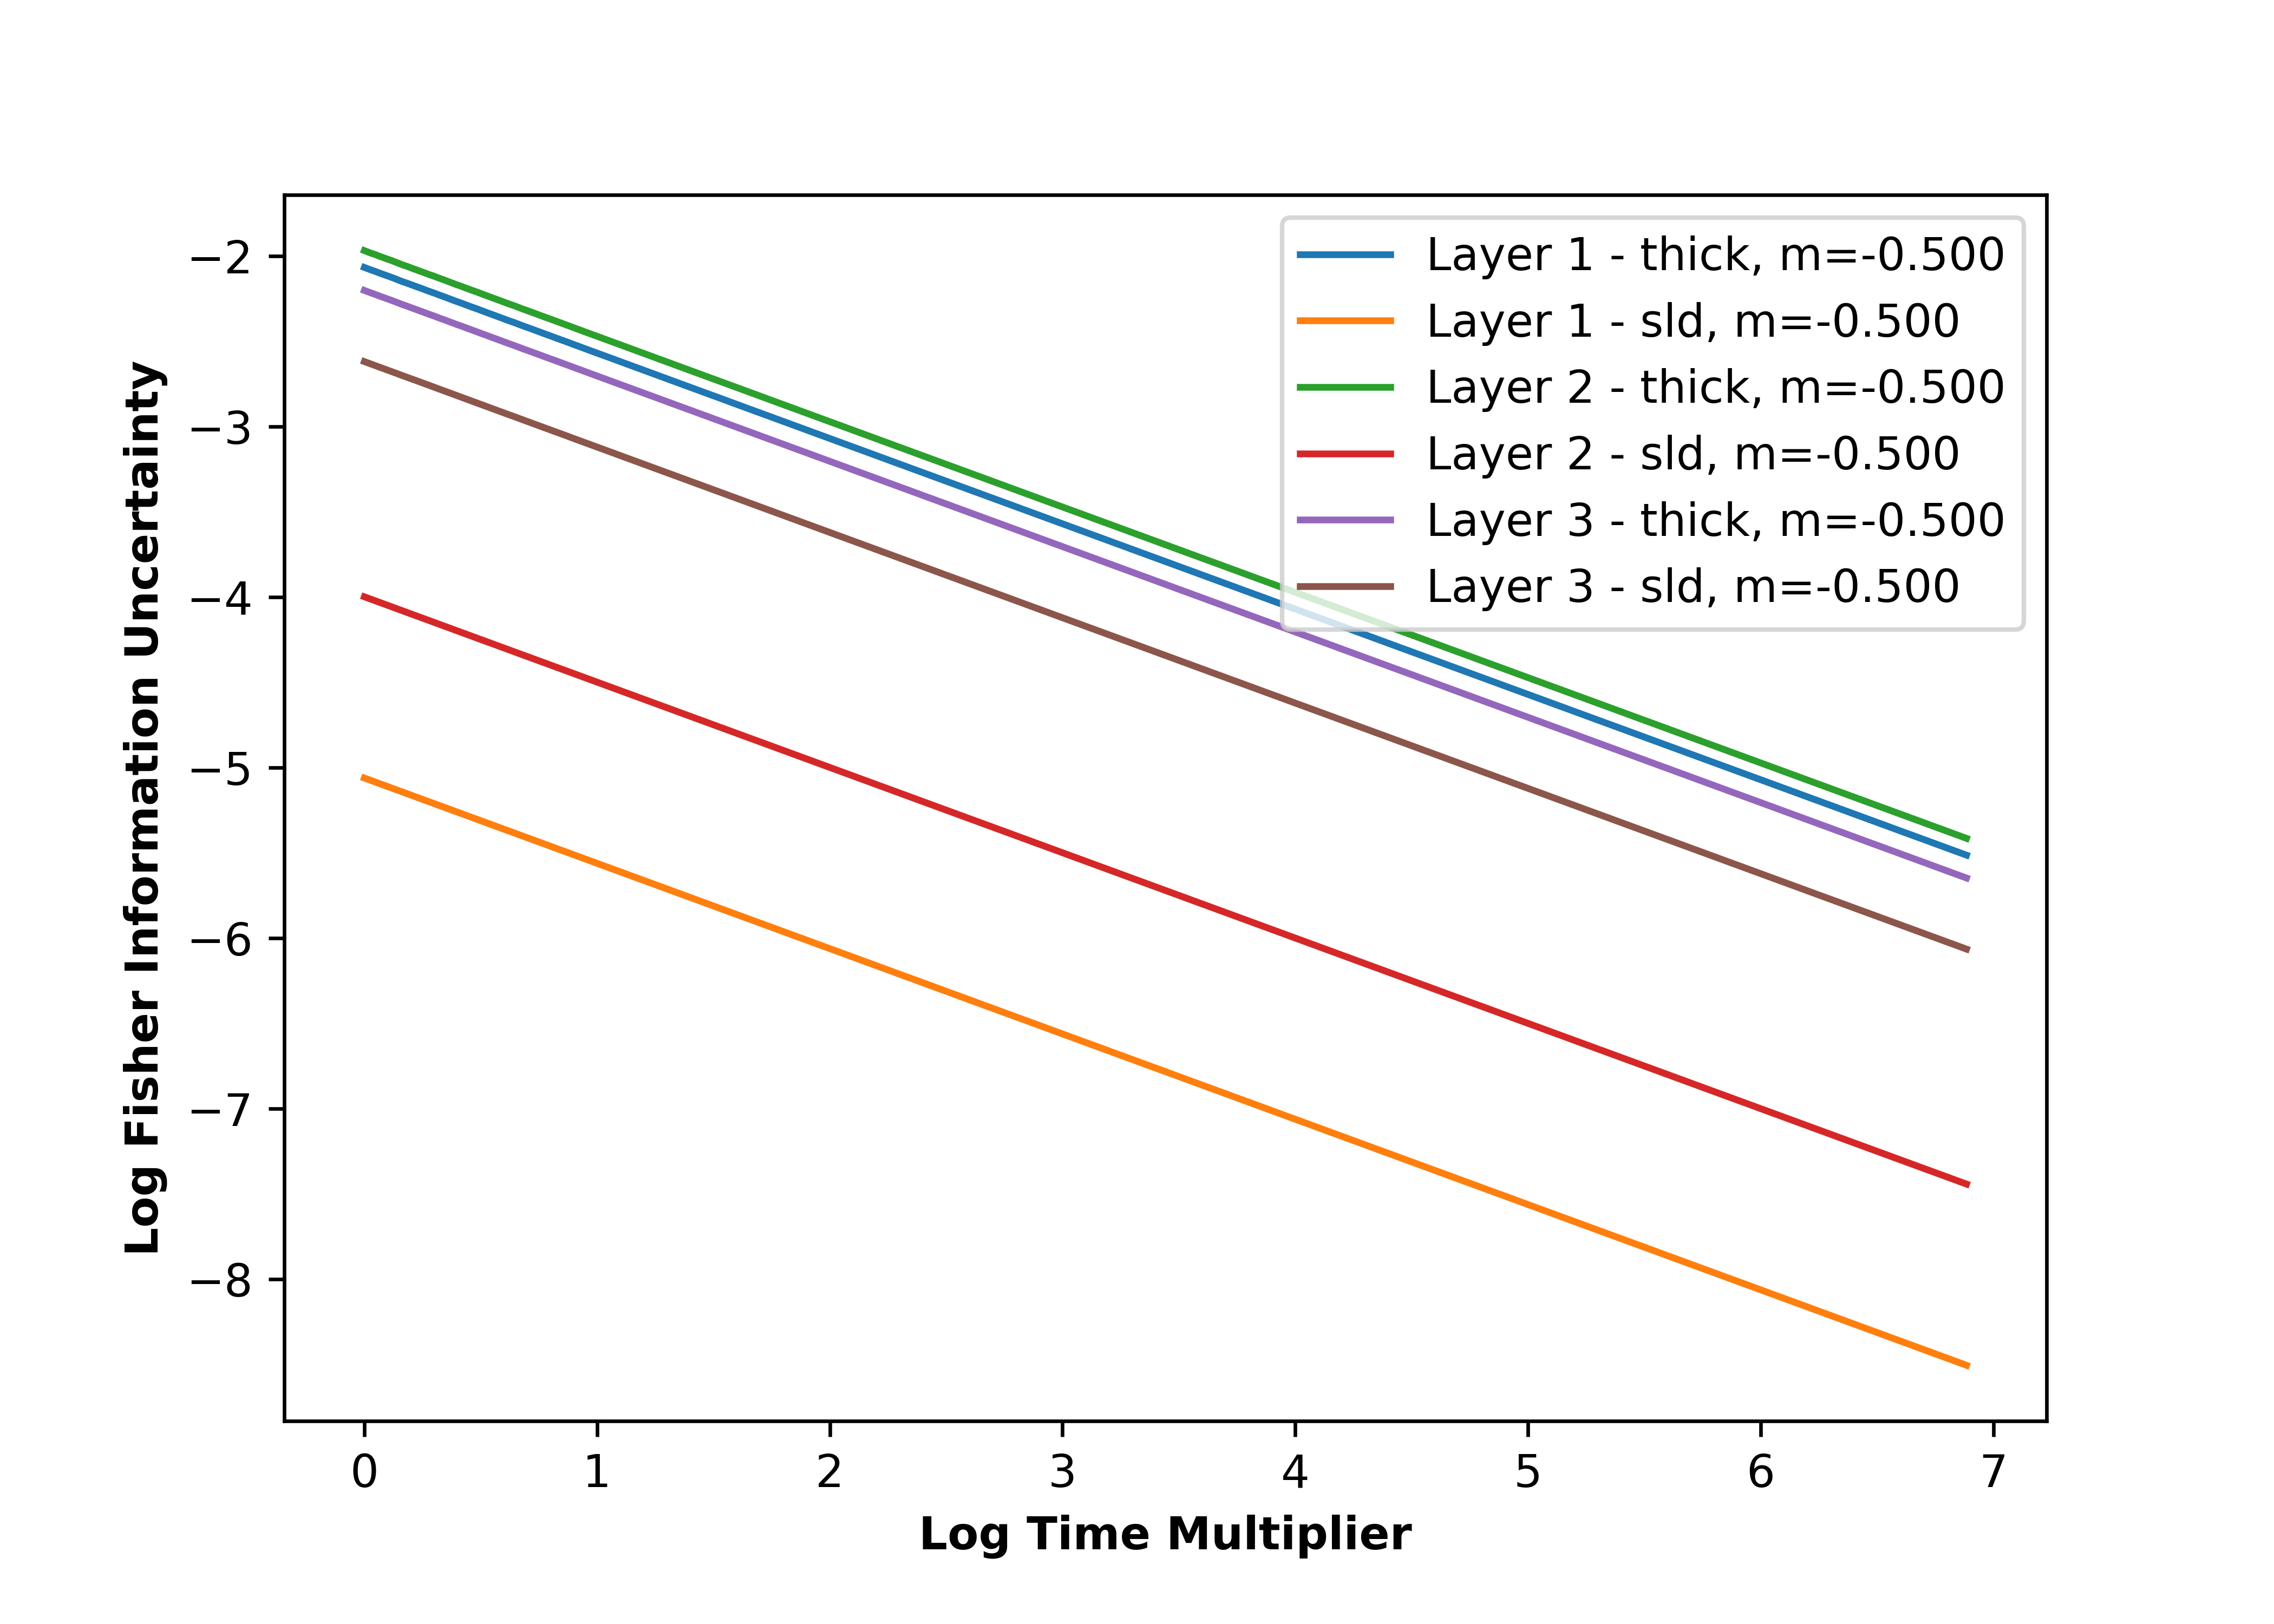 −2
−3
−4
−5
−6
−7
−8
Log Fisher Information Uncertainty
Layer 1 - thick, m=-0.500
Layer 1 - sld, m=-0.500
Layer 2 - thick, m=-0.500
Layer 2 - sld, m=-0.500
Layer 3 - thick, m=-0.500
Layer 3 - sld, m=-0.500
0 1 2 3 4 5 6 7
Log Time Multiplier